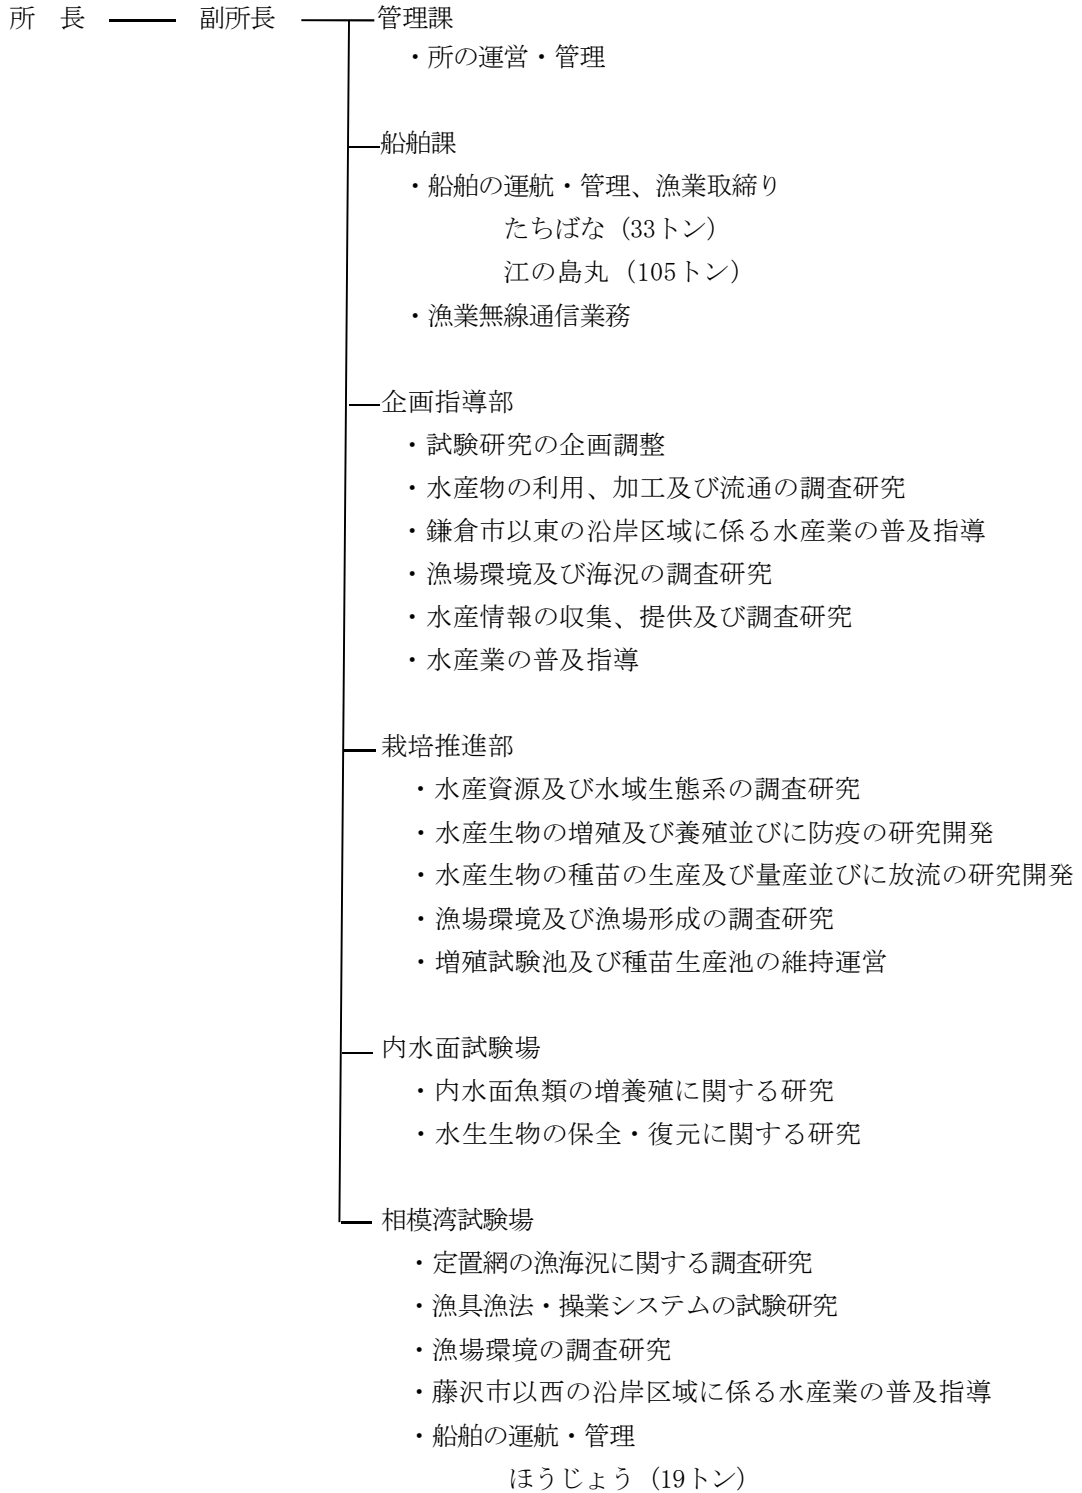 所　長　副所長　管理課
・所の運営・管理
船舶課
・船舶の運航・管理、漁業取締り
たちばな（33トン）
江の島丸（105トン）
・漁業無線通信業務
企画指導部
・試験研究の企画調整
・水産物の利用、加工及び流通の調査研究
・鎌倉市以東の沿岸区域に係る水産業の普及指導
・漁場環境及び海況の調査研究
・水産情報の収集、提供及び調査研究
・水産業の普及指導
栽培推進部
・水産資源及び水域生態系の調査研究
・水産生物の増殖及び養殖並びに防疫の研究開発
・水産生物の種苗の生産及び量産並びに放流の研究開発
・漁場環境及び漁場形成の調査研究
・増殖試験池及び種苗生産池の維持運営
内水面試験場
・内水面魚類の増養殖に関する研究
・水生生物の保全・復元に関する研究
相模湾試験場
・定置網の漁海況に関する調査研究
・漁具漁法・操業システムの試験研究
・漁場環境の調査研究
・藤沢市以西の沿岸区域に係る水産業の普及指導
・船舶の運航・管理
ほうじょう（19トン）